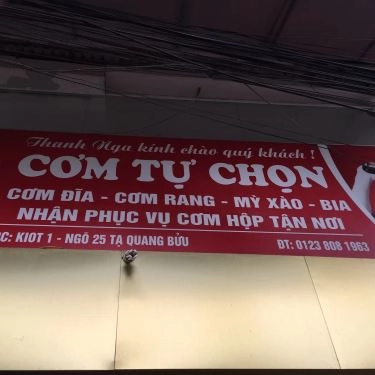 Thanh Nga kính chào quý khách !
CƠM TỰ CHỌN
CƠM ĐĨA - CƠM RANG - MỲ XÀO - BIA
NHẬN PHỤC VỤ CƠM HỘP TẬN NƠI
ĐC: KIOT 1 - NGÕ 25 TẠ QUANG BỬU
ĐT: 0123 808 1963